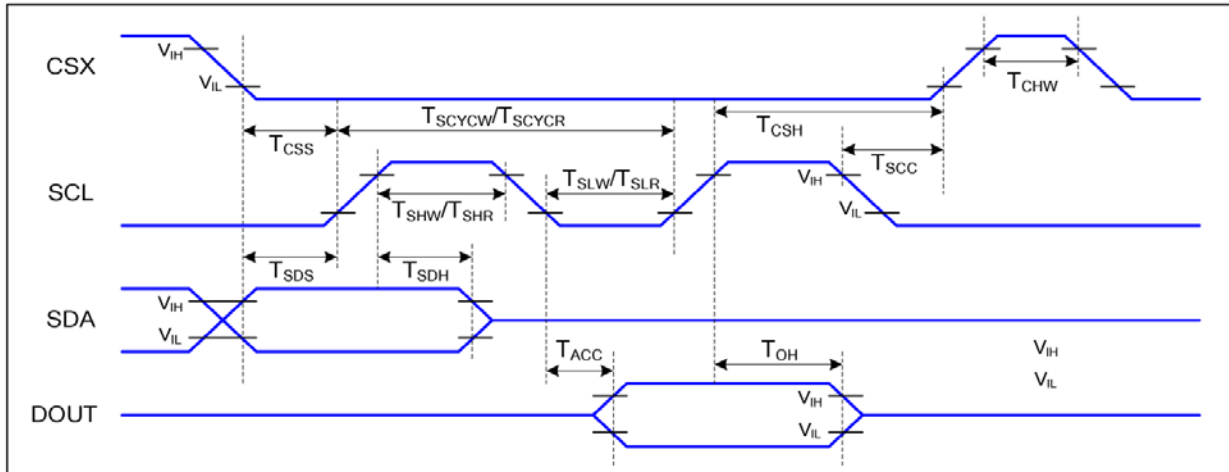 CSX
VIH
VIL
TCHW
TSCYCW/TSCYCR
TCSH
TCSS
TSCC
SCL
TSLW/TSLR
VIH
TSHW/TSHR
VIL
TSDS
TSDH
SDA
VIH
VIL
TACC
TOH
VIH
VIL
DOUT
VIH
VIL